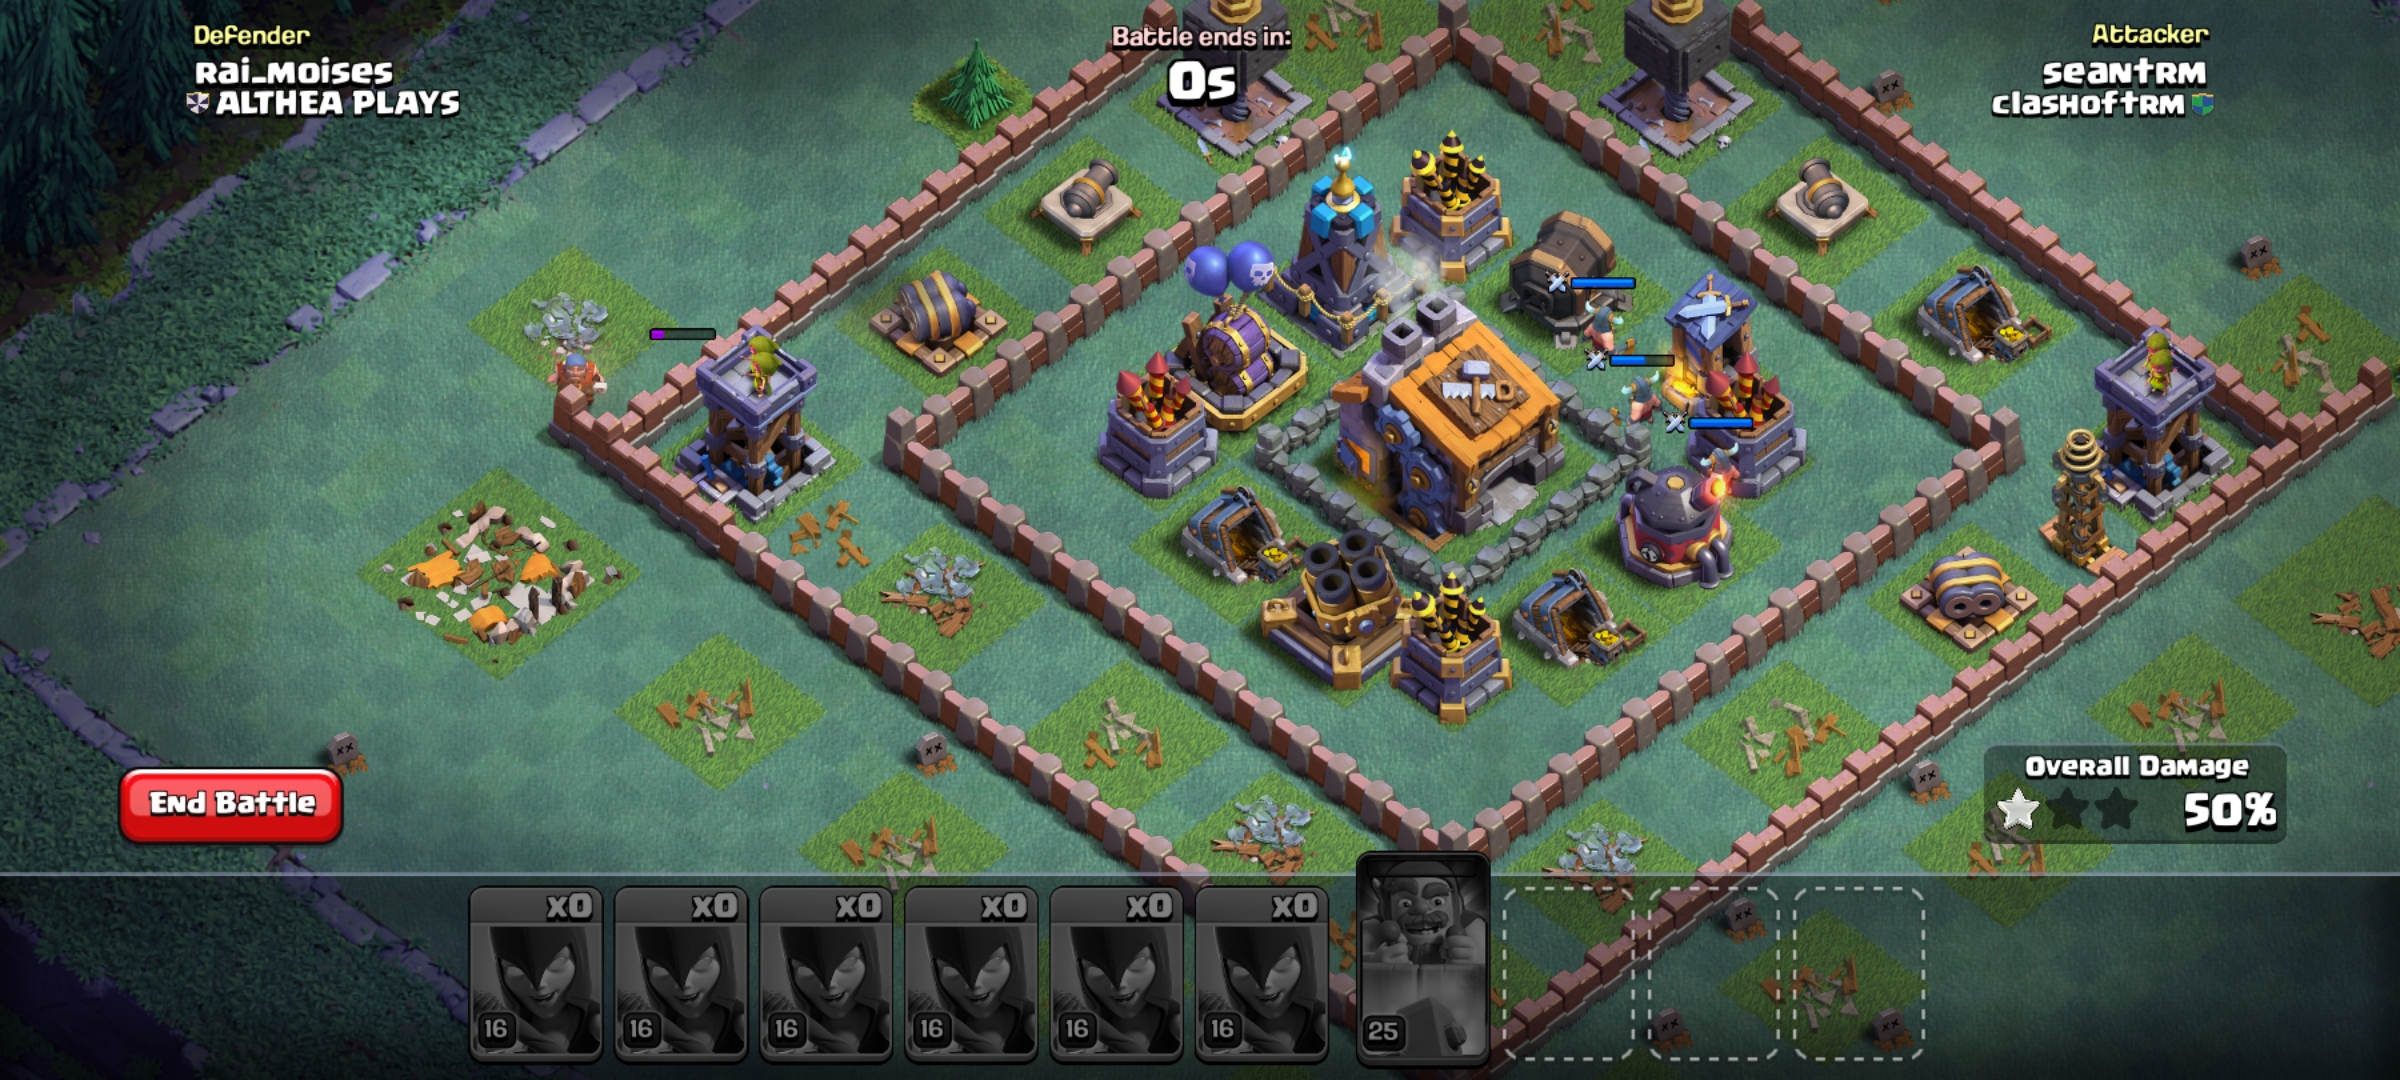 Defender
Rai_Moises
ALTHEA PLAYS
Battle ends in:
0s
Attacker
seantRM
clashoftRM
End Battle
Overall Damage
50%
x0
x0
x0
x0
x0
x0
16
16
16
16
16
16
25